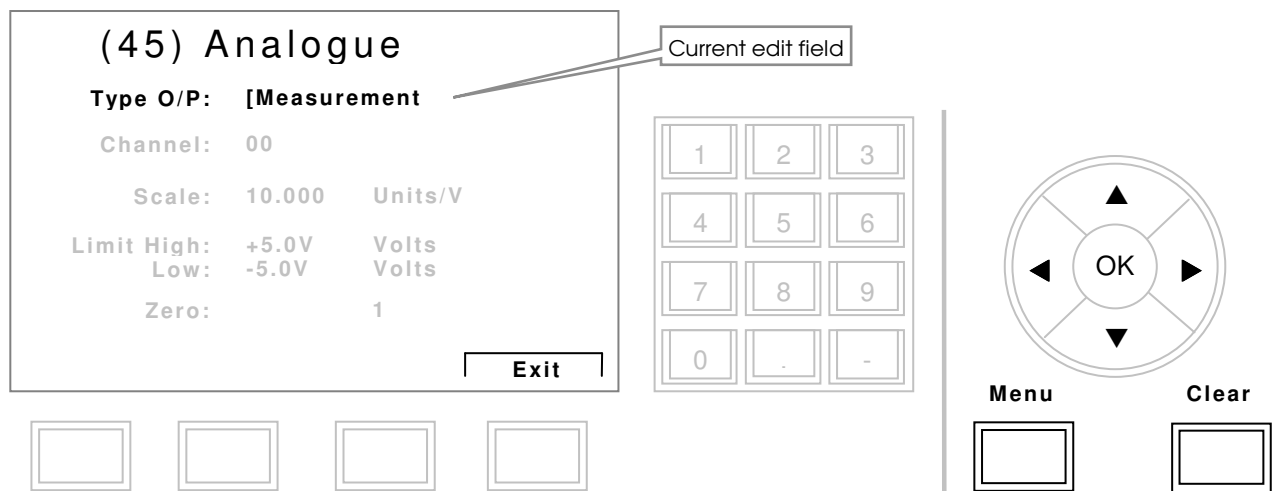 (45) Analogue
Current edit field
Type O/P: [Measurement
Channel: 00
Scale: 10.000 Units/V
Limit High: +5.0V Volts
Low: -5.0V Volts
Zero: 1
Exit
1 2 3
4 5 6
7 8 9
0 . -
OK
Menu Clear